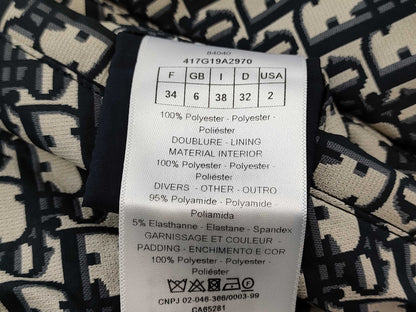 84040
417G19A2970
F GB I D USA
34 6 38 32 2
100% Polyester - Polyester -
Poliéster
DOUBLURE - LINING
MATERIAL INTERIOR
100% Polyester - Polyester -
Poliéster
DIVERS - OTHER - OUTRO
95% Polyamide - Polyamide -
Poliamida
5% Elasthanne - Elastane - Spandex
GARNISSAGE ET COULEUR -
PADDING - ENCHIMENTO E COR
100% Polyester - Polyester -
Poliéster
CNPJ 02-046-366/0003-99
CA65281